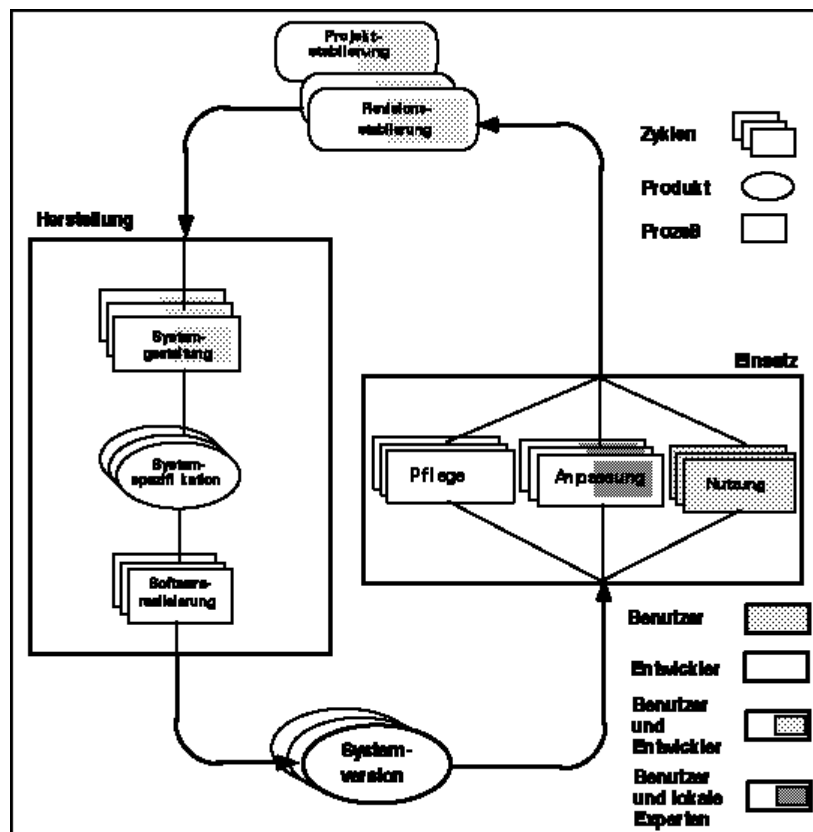 Projekt-
etablierung
Revisions-
etablierung
Zyklen
Produkt
Prozeß
Herstellung
System-
gestaltung
System-
spezifikation
Software-
realisierung
Einsatz
Pflege
Anpassung
Nutzung
System-
version
Benutzer
Entwickler
Benutzer
und
Entwickler
Benutzer
und lokale
Experten